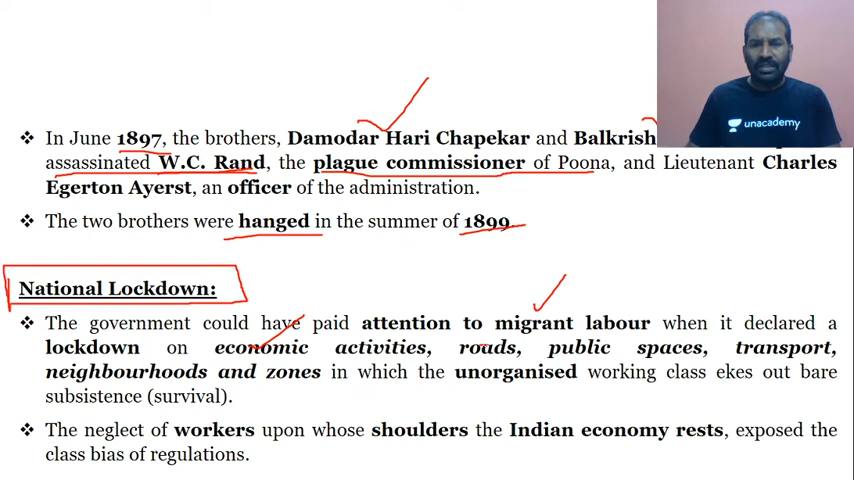 unacademy
❖ In June 1897, the brothers, Damodar Hari Chapekar and Balkrish
assassinated W.C. Rand, the plague commissioner of Poona, and Lieutenant Charles
Egerton Ayerst, an officer of the administration.
❖ The two brothers were hanged in the summer of 1899.
National Lockdown:
❖ The government could have paid attention to migrant labour when it declared a
lockdown on economic activities, roads, public spaces, transport,
neighbourhoods and zones in which the unorganised working class ekes out bare
subsistence (survival).
❖ The neglect of workers upon whose shoulders the Indian economy rests, exposed the
class bias of regulations.